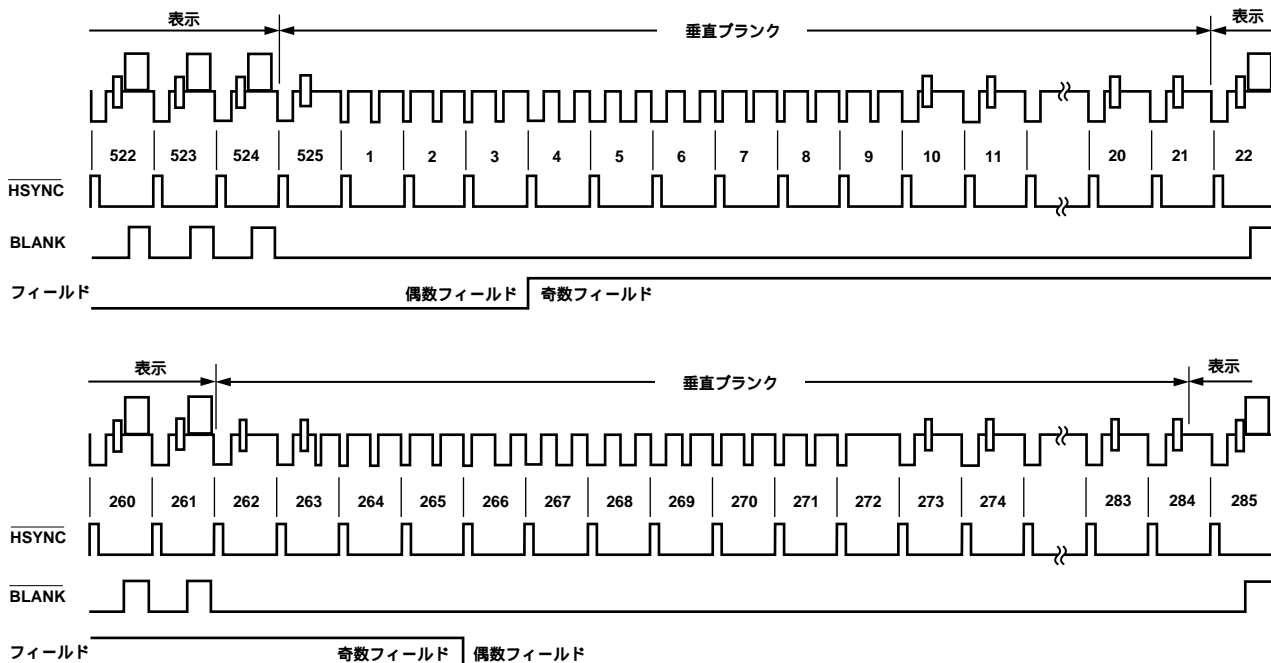 表示 垂直ブランク 表示
522 523 524 525 1 2 3 4 5 6 7 8 9 10 11 20 21 22
HSYNC
BLANK
フィールド 偶数フィールド 奇数フィールド
表示 垂直ブランク 表示
260 261 262 263 264 265 266 267 268 269 270 271 272 273 274 283 284 285
HSYNC
BLANK
フィールド 奇数フィールド 偶数フィールド